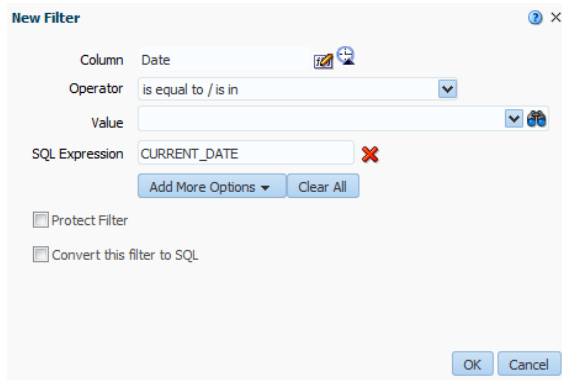 New Filter
Column Date
Operator is equal to / is in
Value
SQL Expression CURRENT_DATE
Add More Options Clear All
Protect Filter
Convert this filter to SQL
OK Cancel